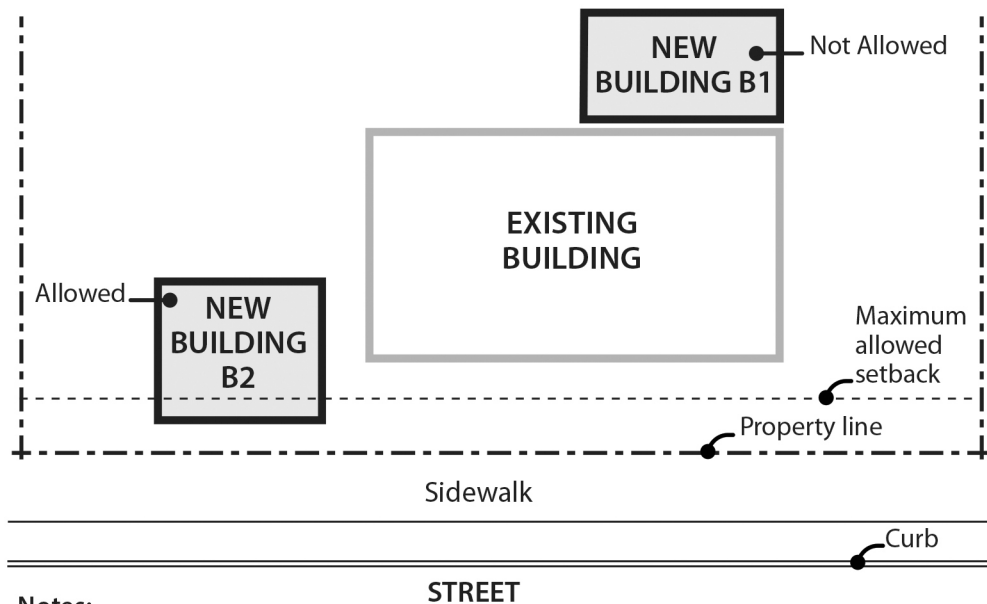 NEW
BUILDING B1
Not Allowed
EXISTING
BUILDING
Allowed
NEW
BUILDING
B2
Maximum
allowed
setback
Property line
Sidewalk
Curb
STREET
Notes: